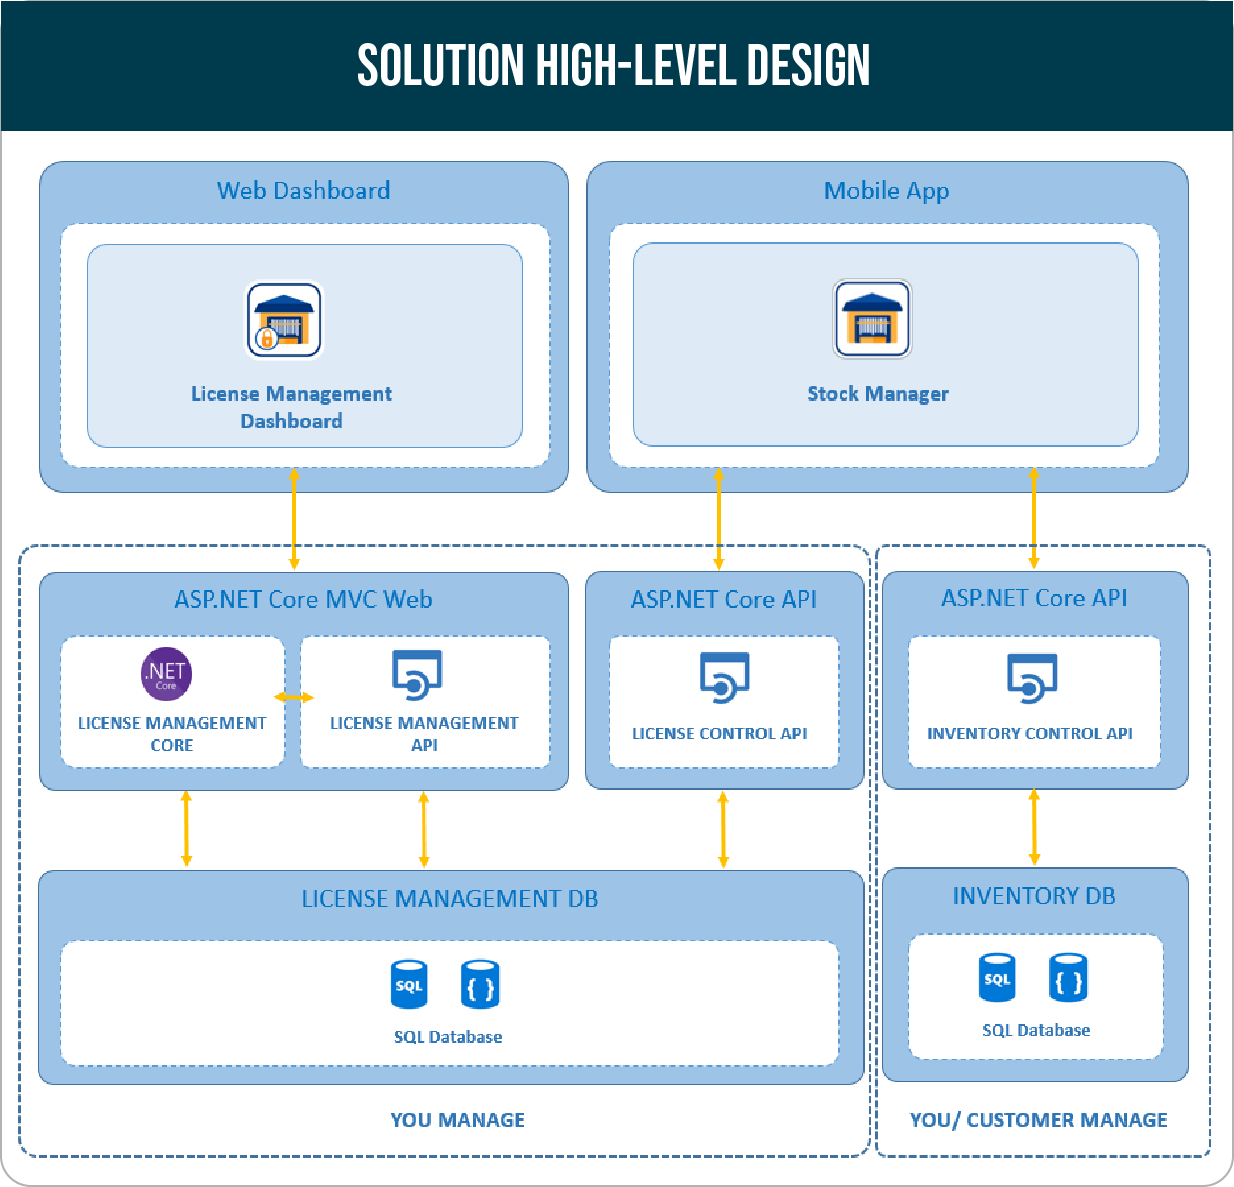 SOLUTION HIGH-LEVEL DESIGN
Web Dashboard
License Management
Dashboard
Mobile App
Stock Manager
ASP.NET Core MVC Web
.NET
Core
LICENSE MANAGEMENT
CORE
LICENSE MANAGEMENT
API
ASP.NET Core API
LICENSE CONTROL API
ASP.NET Core API
INVENTORY CONTROL API
LICENSE MANAGEMENT DB
SQL
{ }
SQL Database
INVENTORY DB
SQL
{ }
SQL Database
YOU MANAGE
YOU/ CUSTOMER MANAGE